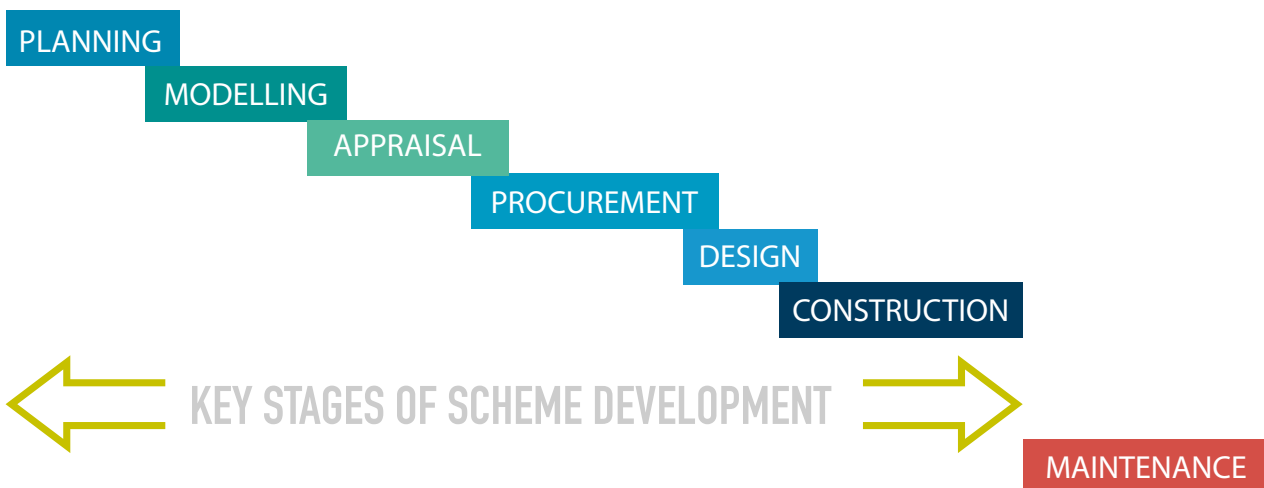 PLANNING
MODELLING
APPRAISAL
PROCUREMENT
DESIGN
CONSTRUCTION
KEY STAGES OF SCHEME DEVELOPMENT
MAINTENANCE